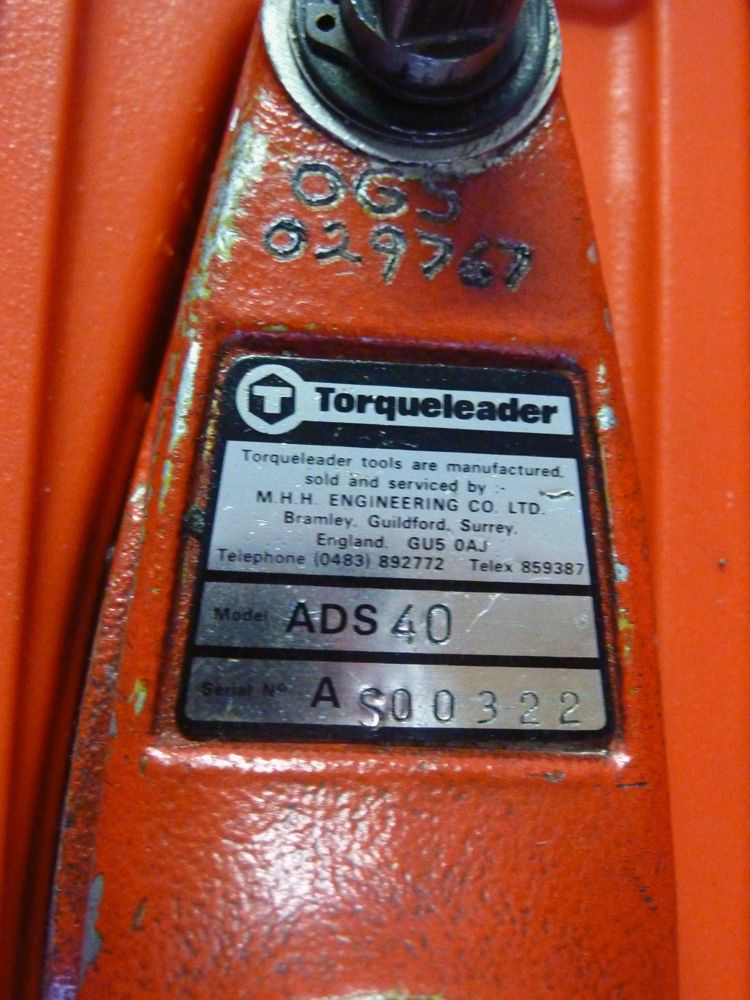 OGS
029767
Torqueleader
Torqueleader tools are manufactured.
sold and serviced by :-
M.H.H. ENGINEERING CO. LTD.
Bramley. Guildford. Surrey.
England. GU5 0AJ
Telephone (0483) 892772 Telex 859387
Model ADS 40
Serial Nº A S00322